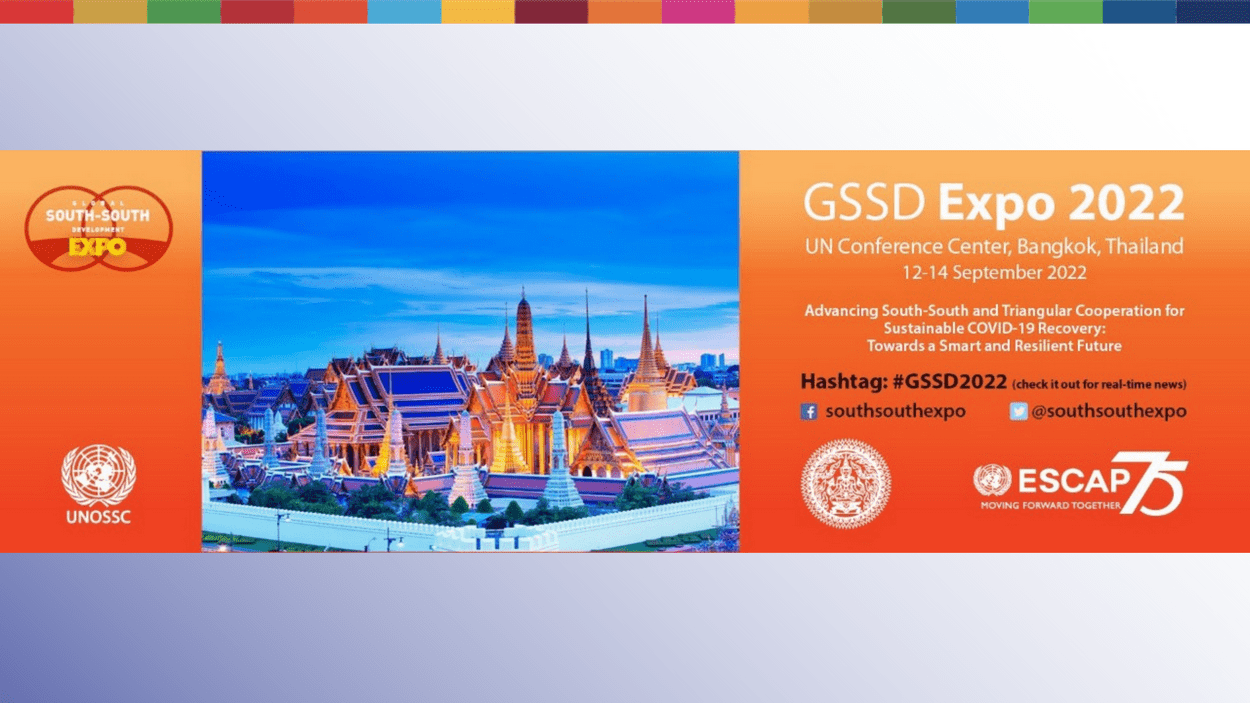 GLOBAL
SOUTH-SOUTH
DEVELOPMENT
EXPO
UNOSSC
GSSD Expo 2022
UN Conference Center, Bangkok, Thailand
12-14 September 2022
Advancing South-South and Triangular Cooperation for
Sustainable COVID-19 Recovery:
Towards a Smart and Resilient Future
Hashtag: #GSSD2022 (check it out for real-time news)
southsouthexpo @southsouthexpo
ESCAP 75
MOVING FORWARD TOGETHER